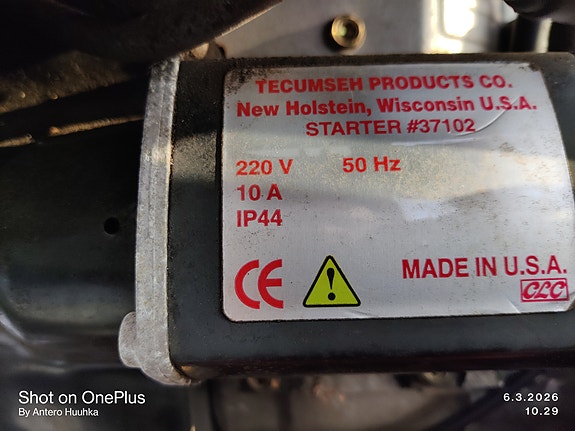 TECUMSEH PRODUCTS CO.
New Holstein, Wisconsin U.S.A.
STARTER #37102
220 V 50 Hz
10 A
IP44
CE
MADE IN U.S.A.
CLC
Shot on OnePlus
By Antero Huuhka
6.3.2026
10.29